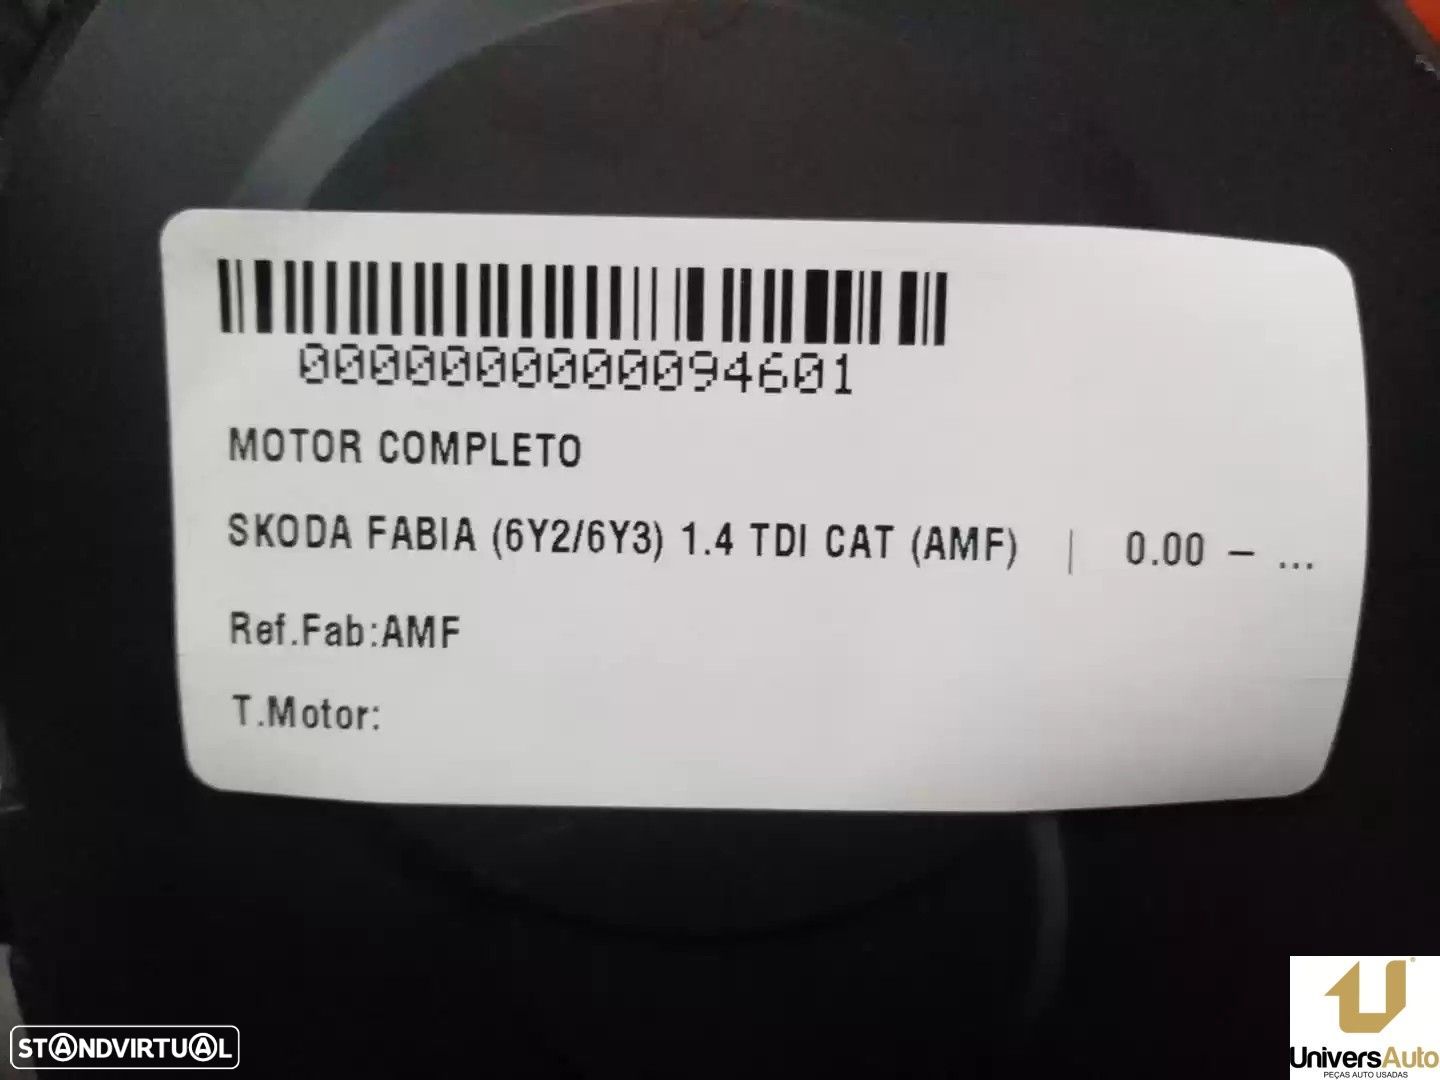 0000000000094601
MOTOR COMPLETO
SKODA FABIA (6Y2/6Y3) 1.4 TDI CAT (AMF) | 0.00 – ...
Ref.Fab:AMF
T.Motor:
STANDVIRTUAL
UniversAuto
PEÇAS AUTO USADAS